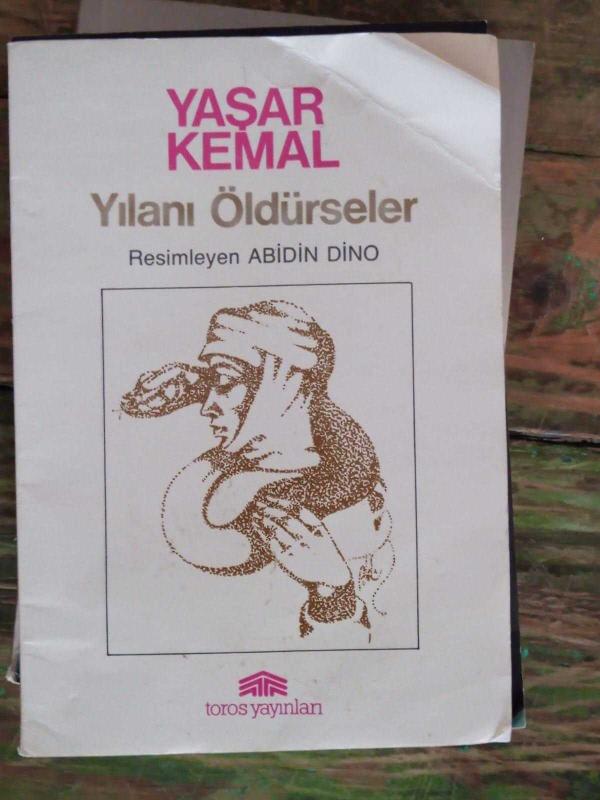 YAŞAR
KEMAL
Yılanı Öldürseler
Resimleyen ABİDİN DİNO
toros yayınları